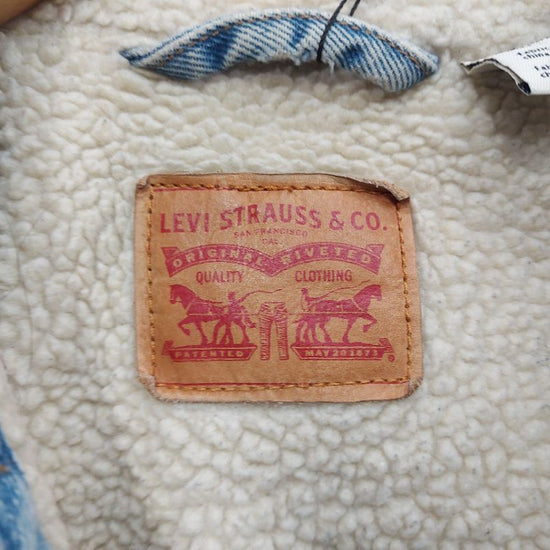 LEVI STRAUSS & CO.
SAN FRANCISCO
CAL.
ORIGINAL RIVETED
QUALITY CLOTHING
PATENTED MAY 20 1873
®